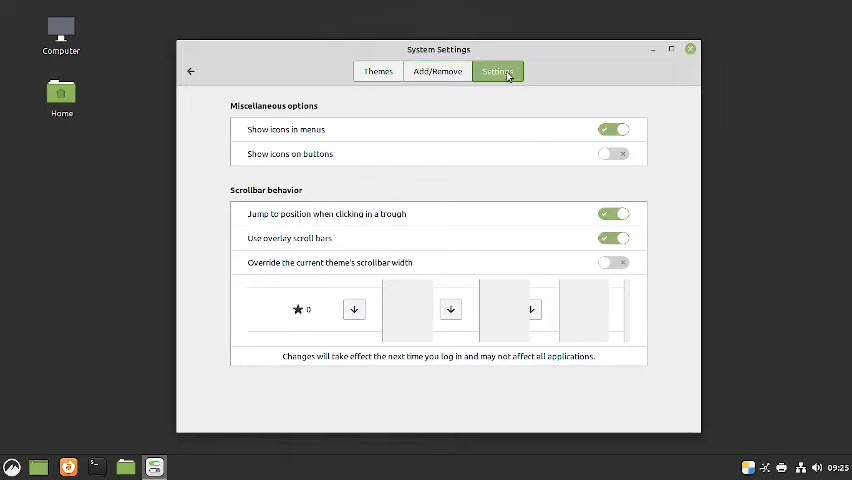 Computer
Home
System Settings
Themes
Add/Remove
Settings
Miscellaneous options
Show icons in menus
Show icons on buttons
Scrollbar behavior
Jump to position when clicking in a trough
Use overlay scroll bars
Override the current theme's scrollbar width
0
Changes will take effect the next time you log in and may not affect all applications.
09:25